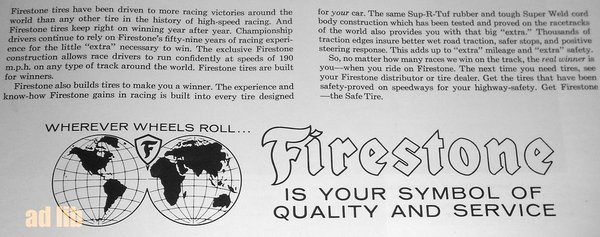 Firestone tires have been driven to more racing victories around the
world than any other tire in the history of high-speed racing. And
Firestone tires keep right on winning year after year. Championship
drivers continue to rely on Firestone's fifty-nine years of racing experi-
ence for the little "extra" necessary to win. The exclusive Firestone
construction allows race drivers to run confidently at speeds of 190
m.p.h. on any type of track around the world. Firestone tires are built
for winners.
Firestone also builds tires to make you a winner. The experience and
know-how Firestone gains in racing is built into every tire designed
for your car. The same Sup-R-Tuf rubber and tough Super Weld cord
body construction which has been tested and proved on the racetracks
of the world also provides you with that big "extra." Thousands of
traction edges insure better wet road traction, safer stops, and positive
steering response. This adds up to "extra" mileage and "extra" safety.
So, no matter how many races we win on the track, the real winner is
you—when you ride on Firestone. The next time you need tires, see
your Firestone distributor or tire dealer. Get the tires that have been
safety-proved on speedways for your highway-safety. Get Firestone
—the Safe Tire.
WHEREVER WHEELS ROLL...
F
Firestone
IS YOUR SYMBOL OF
QUALITY AND SERVICE
ad lib